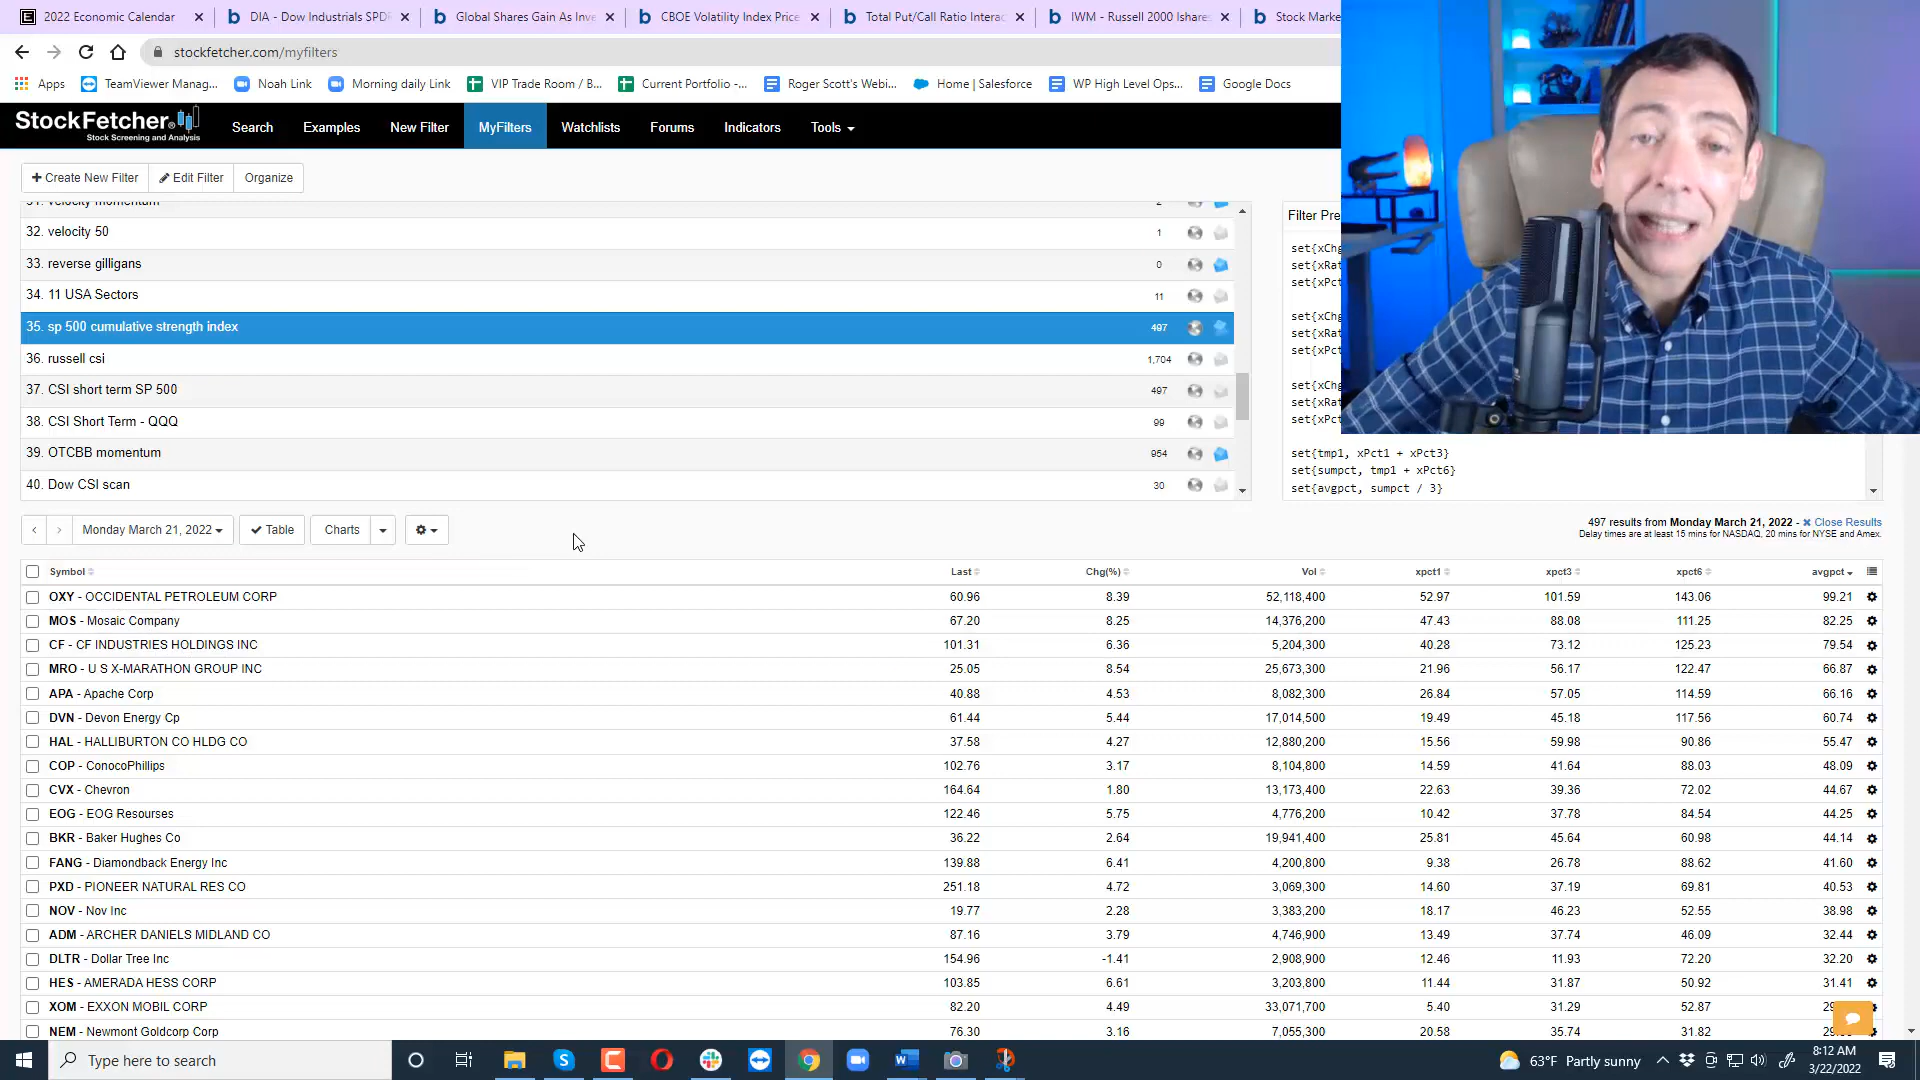 2022 Economic Calendar
DIA - Dow Industrials SPDR
Global Shares Gain As Inve
CBOE Volatility Index Price
Total Put/Call Ratio Interac
IWM - Russell 2000 Ishares
Stock Marke
stockfetcher.com/myfilters
Apps TeamViewer Manag... Noah Link Morning daily Link VIP Trade Room / B... Current Portfolio -... Roger Scott's Webi... Home | Salesforce WP High Level Ops... Google Docs
StockFetcher
Stock Screening and Analysis
Search Examples New Filter MyFilters Watchlists Forums Indicators Tools
Create New Filter Edit Filter Organize
31. velocity momentum 2
32. velocity 50 1
33. reverse gilligans 0
34. 11 USA Sectors 11
35. sp 500 cumulative strength index 497
36. russell csi 1,704
37. CSI short term SP 500 497
38. CSI Short Term - QQQ 99
39. OTCBB momentum 954
40. Dow CSI scan 30
Filter Pre
set{xChg
set{xRat
set{xPct
set{xChg
set{xRat
set{xPct
set{xChg
set{xRat
set{xPct
set{tmp1, xPct1 + xPct3}
set{sumpct, tmp1 + xPct6}
set{avgpct, sumpct / 3}
Monday March 21, 2022 Table Charts
497 results from Monday March 21, 2022 - Close Results
Delay times are at least 15 mins for NASDAQ, 20 mins for NYSE and Amex.
Symbol Last Chg(%) Vol xpct1 xpct3 xpct6 avgpct
OXY - OCCIDENTAL PETROLEUM CORP 60.96 8.39 52,118,400 52.97 101.59 143.06 99.21
MOS - Mosaic Company 67.20 8.25 14,376,200 47.43 88.08 111.25 82.25
CF - CF INDUSTRIES HOLDINGS INC 101.31 6.36 5,204,300 40.28 73.12 125.23 79.54
MRO - U S X-MARATHON GROUP INC 25.05 8.54 25,673,300 21.96 56.17 122.47 66.87
APA - Apache Corp 40.88 4.53 8,082,300 26.84 57.05 114.59 66.16
DVN - Devon Energy Cp 61.44 5.44 17,014,500 19.49 45.18 117.56 60.74
HAL - HALLIBURTON CO HLDG CO 37.58 4.27 12,880,200 15.56 59.98 90.86 55.47
COP - ConocoPhillips 102.76 3.17 8,104,800 14.59 41.64 88.03 48.09
CVX - Chevron 164.64 1.80 13,173,400 22.63 39.36 72.02 44.67
EOG - EOG Resourses 122.46 5.75 4,776,200 10.42 37.78 84.54 44.25
BKR - Baker Hughes Co 36.22 2.64 19,941,400 25.81 45.64 60.98 44.14
FANG - Diamondback Energy Inc 139.88 6.41 4,200,800 9.38 26.78 88.62 41.60
PXD - PIONEER NATURAL RES CO 251.18 4.72 3,069,300 14.60 37.19 69.81 40.53
NOV - Nov Inc 19.77 2.28 3,383,200 18.17 46.23 52.55 38.98
ADM - ARCHER DANIELS MIDLAND CO 87.16 3.79 4,746,900 13.49 37.74 46.09 32.44
DLTR - Dollar Tree Inc 154.96 -1.41 2,908,900 12.46 11.93 72.20 32.20
HES - AMERADA HESS CORP 103.85 6.61 3,203,800 11.44 31.87 50.92 31.41
XOM - EXXON MOBIL CORP 82.20 4.49 33,071,700 5.40 31.29 52.87 29
NEM - Newmont Goldcorp Corp 76.30 3.16 7,055,300 20.58 35.74 31.82 29
Type here to search
63°F Partly sunny
8:12 AM
3/22/2022